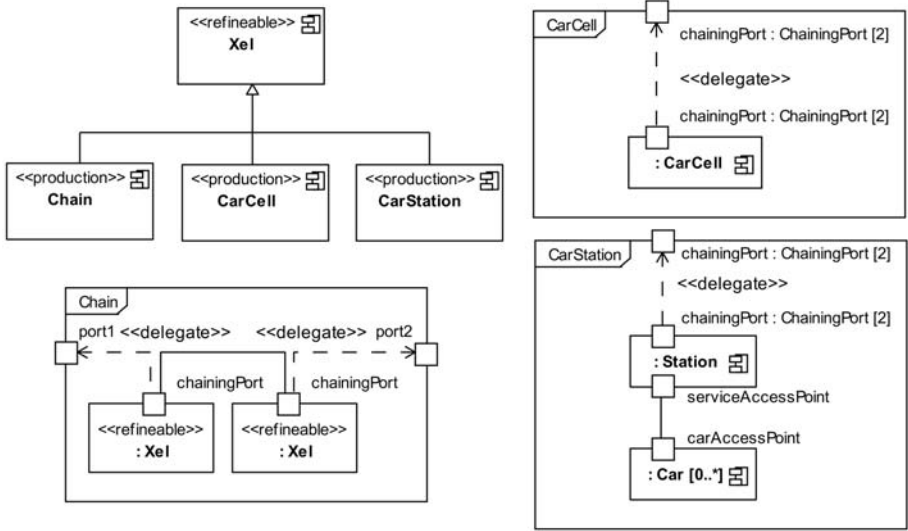 <<refineable>>
Xel
<<production>>
Chain
<<production>>
CarCell
<<production>>
CarStation
Chain
port1
<<delegate>>
<<delegate>>
port2
chainingPort
chainingPort
<<refineable>>
: Xel
<<refineable>>
: Xel
CarCell
chainingPort : ChainingPort [2]
<<delegate>>
chainingPort : ChainingPort [2]
: CarCell
CarStation
chainingPort : ChainingPort [2]
<<delegate>>
chainingPort : ChainingPort [2]
: Station
serviceAccessPoint
carAccessPoint
: Car [0..*]